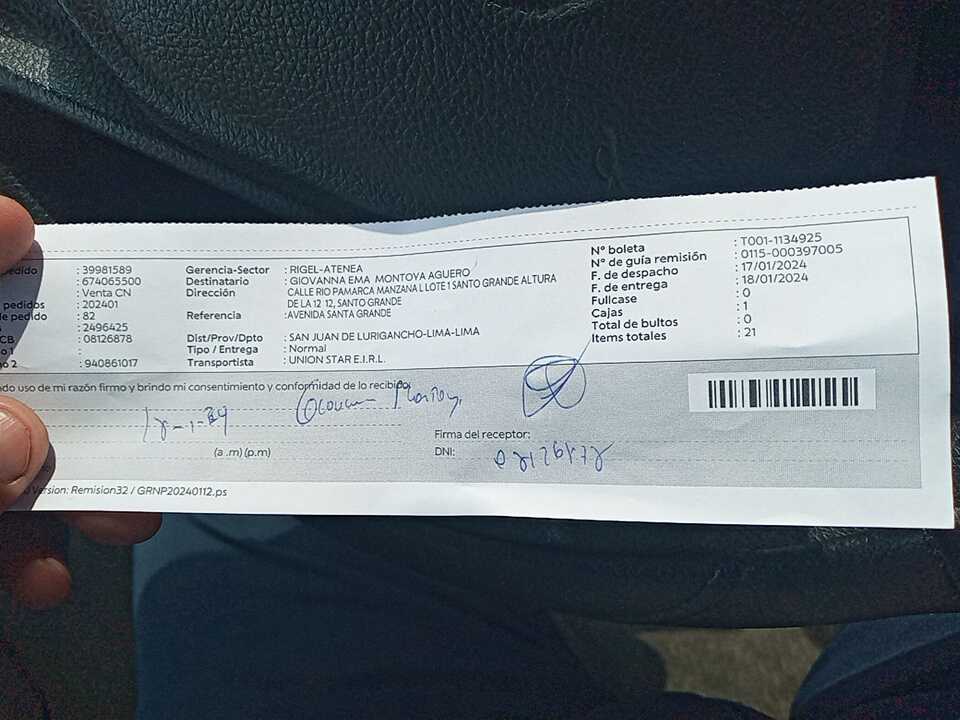 pedido : 39981589
: 674065500
: Venta CN
pedidos : 202401
de pedido : 82
: 2496425
CB : 08126878
o 1 :
no 2 : 940861017
Gerencia-Sector : RIGEL-ATENEA
Destinatario : GIOVANNA EMA MONTOYA AGUERO
Dirección : CALLE RIO PAMARCA MANZANA L LOTE 1 SANTO GRANDE ALTURA
DE LA 12 12, SANTO GRANDE
Referencia : AVENIDA SANTA GRANDE
Dist/Prov/Dpto : SAN JUAN DE LURIGANCHO-LIMA-LIMA
Tipo / Entrega : Normal
Transportista : UNION STAR E.I.R.L.
N° boleta : T001-1134925
N° de guía remisión : 0115-000397005
F. de despacho : 17/01/2024
F. de entrega : 18/01/2024
Fullcase : 0
Cajas : 1
Total de bultos : 0
Items totales : 21
ndo uso de mi razón firmo y brindo mi consentimiento y conformidad de lo recibido,
(a .m) (p.m)
Firma del receptor:
DNI:
Version: Remision32 / GRNP20240112.ps